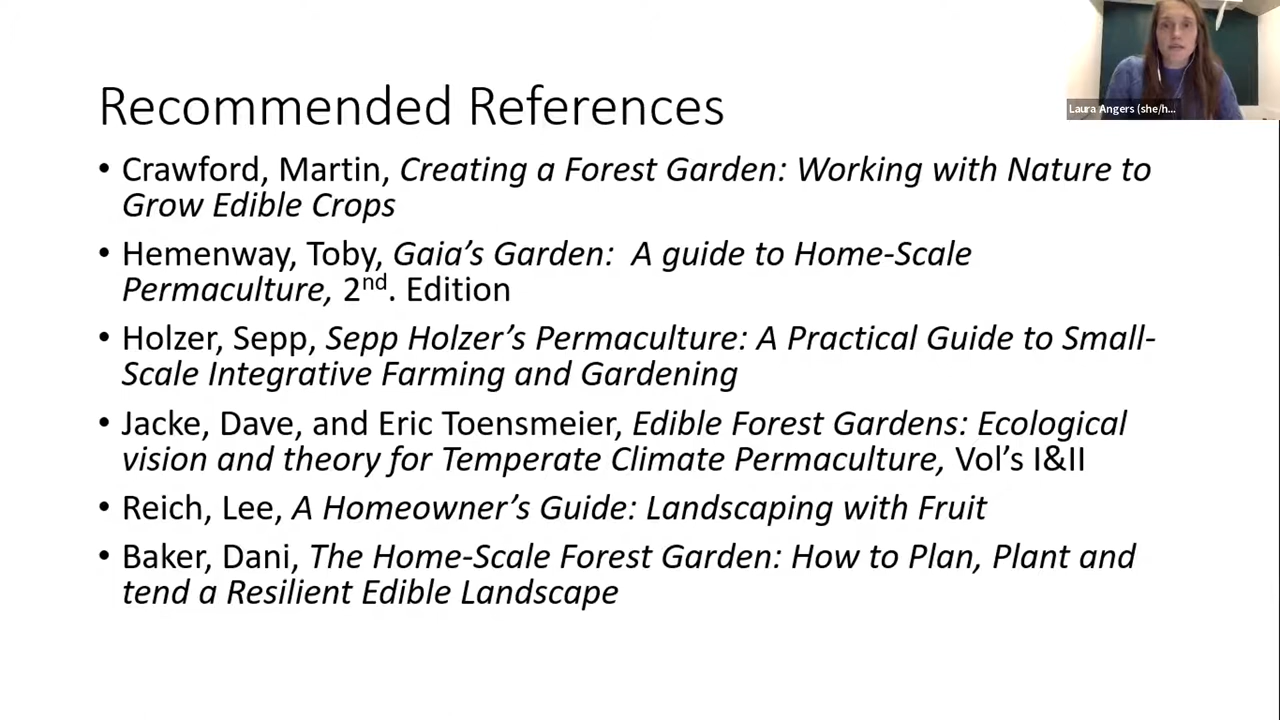 Laura Angers (she/h...
Recommended References
• Crawford, Martin, Creating a Forest Garden: Working with Nature to
Grow Edible Crops
• Hemenway, Toby, Gaia’s Garden:  A guide to Home-Scale
Permaculture, 2nd. Edition
• Holzer, Sepp, Sepp Holzer’s Permaculture: A Practical Guide to Small-
Scale Integrative Farming and Gardening
• Jacke, Dave, and Eric Toensmeier, Edible Forest Gardens: Ecological
vision and theory for Temperate Climate Permaculture, Vol’s I&II
• Reich, Lee, A Homeowner’s Guide: Landscaping with Fruit
• Baker, Dani, The Home-Scale Forest Garden: How to Plan, Plant and
tend a Resilient Edible Landscape